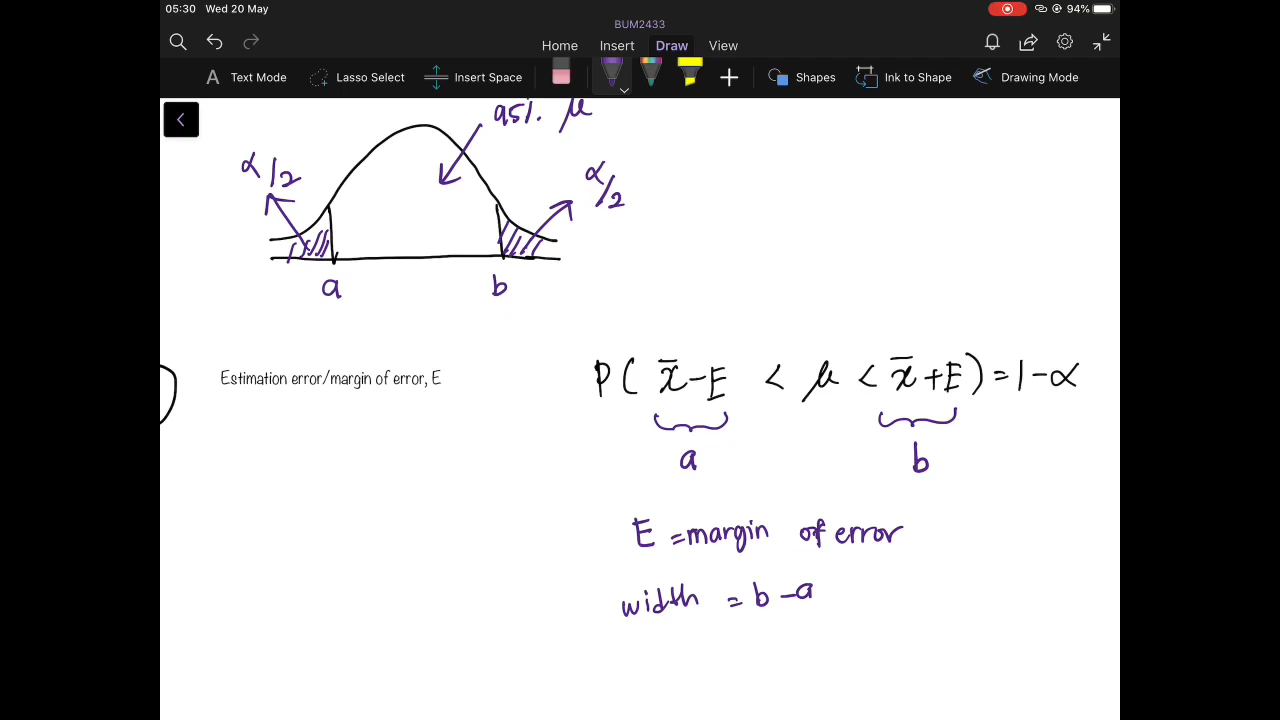 05:30 Wed 20 May
94%
BUM2433
Home Insert Draw View
Text Mode Lasso Select Insert Space Shapes Ink to Shape Drawing Mode
95%. μ
α/2
α/2
a b
Estimation error/margin of error, E
P( x̄-E < μ < x̄+E ) = 1-α
a b
E = margin of error
width = b-a